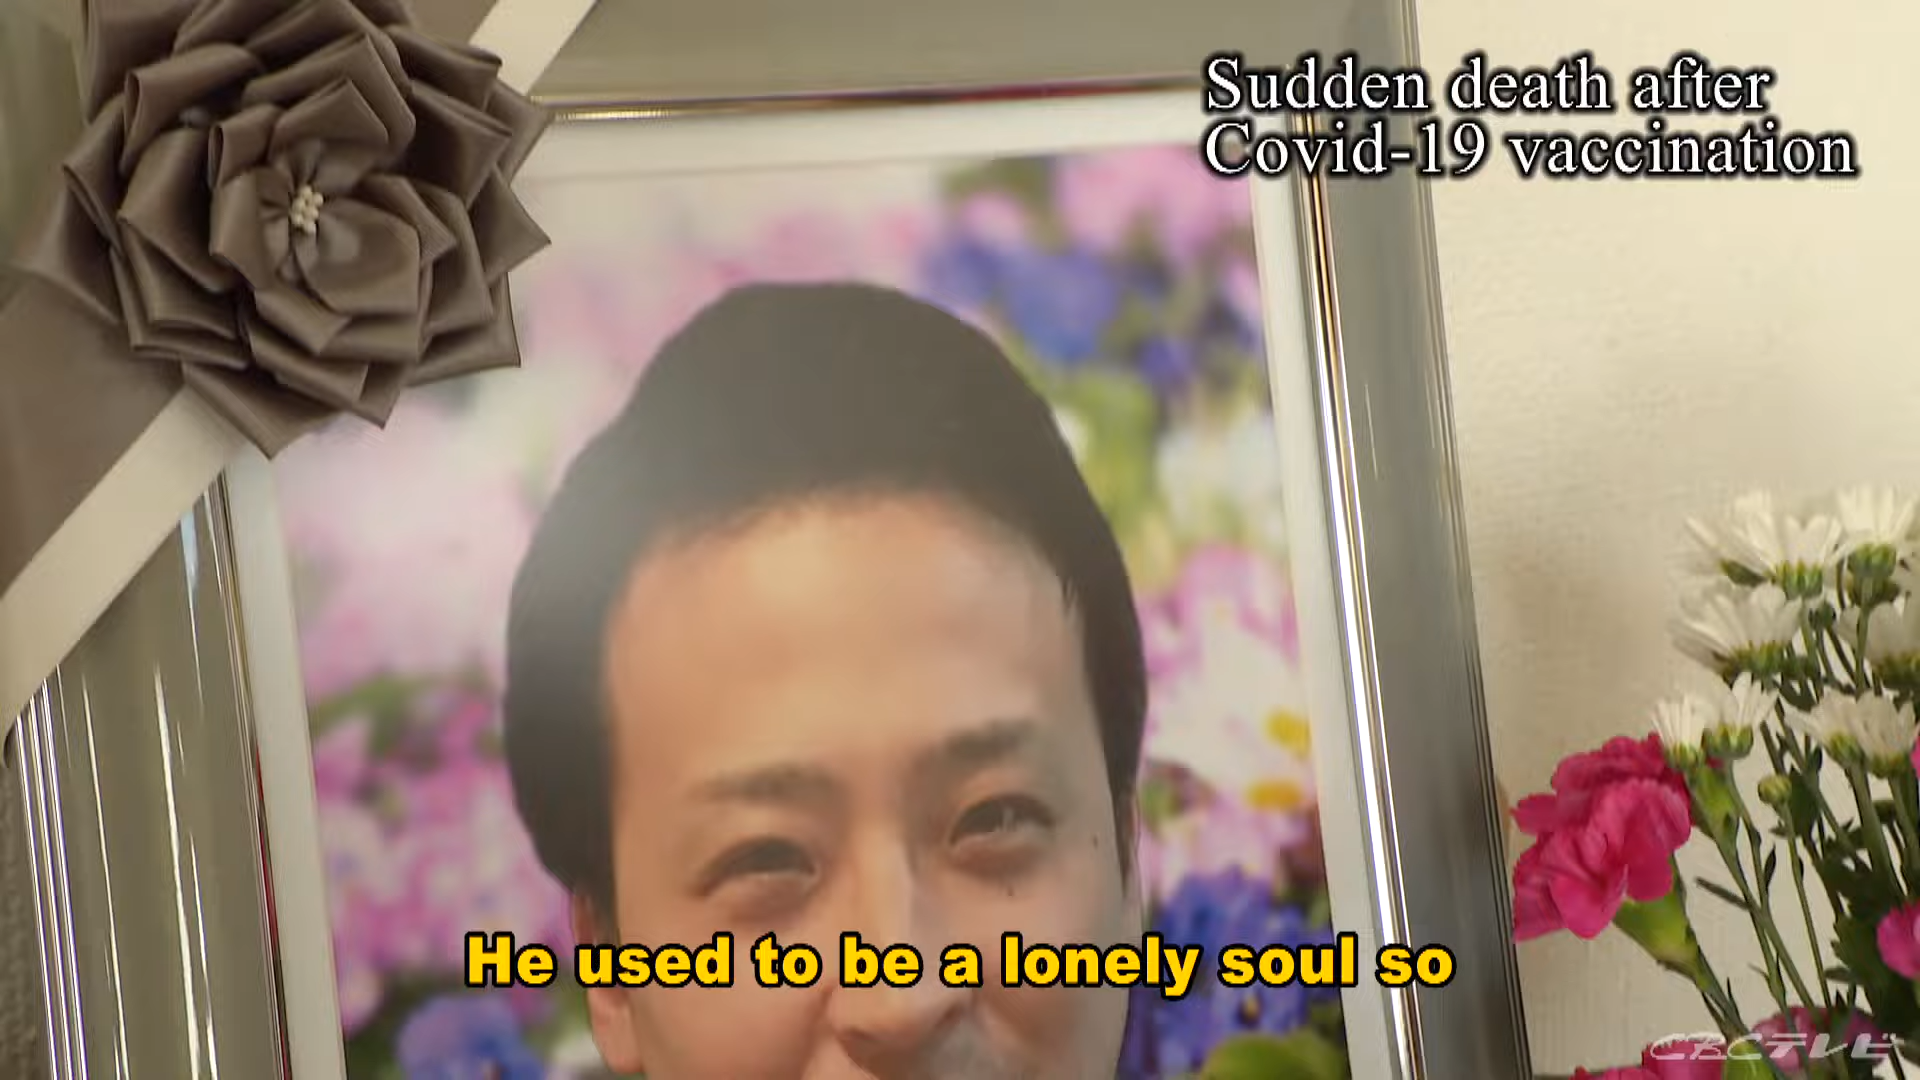 Sudden death after
Covid-19 vaccination
He used to be a lonely soul so
CBCテレビ